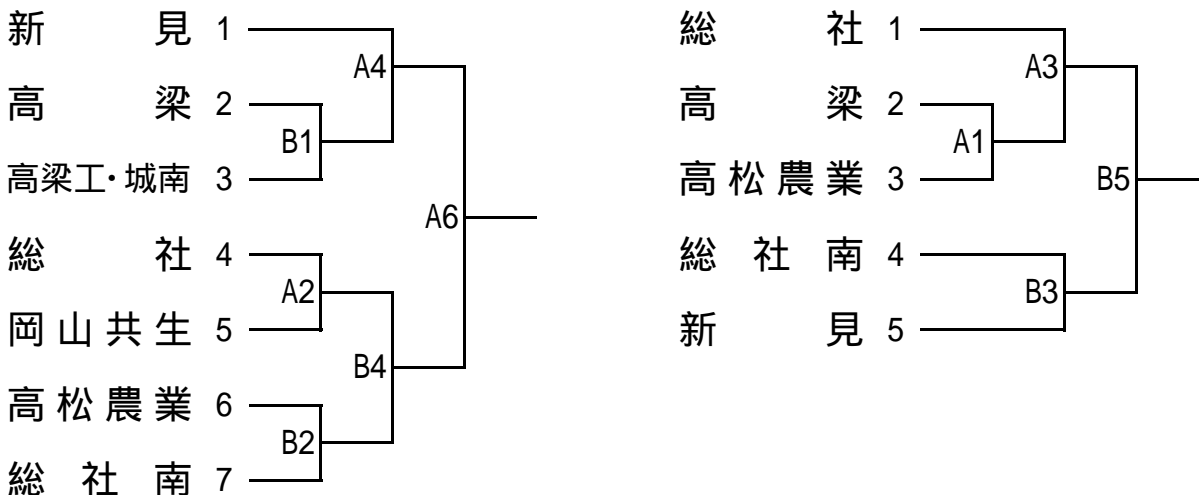 新見 1
高梁 2
高梁工・城南 3
総社 4
岡山共生 5
高松農業 6
総社南 7
B1
A2
B2
A4
B4
A6
総社 1
高梁 2
高松農業 3
総社南 4
新見 5
A1
A3
B3
B5